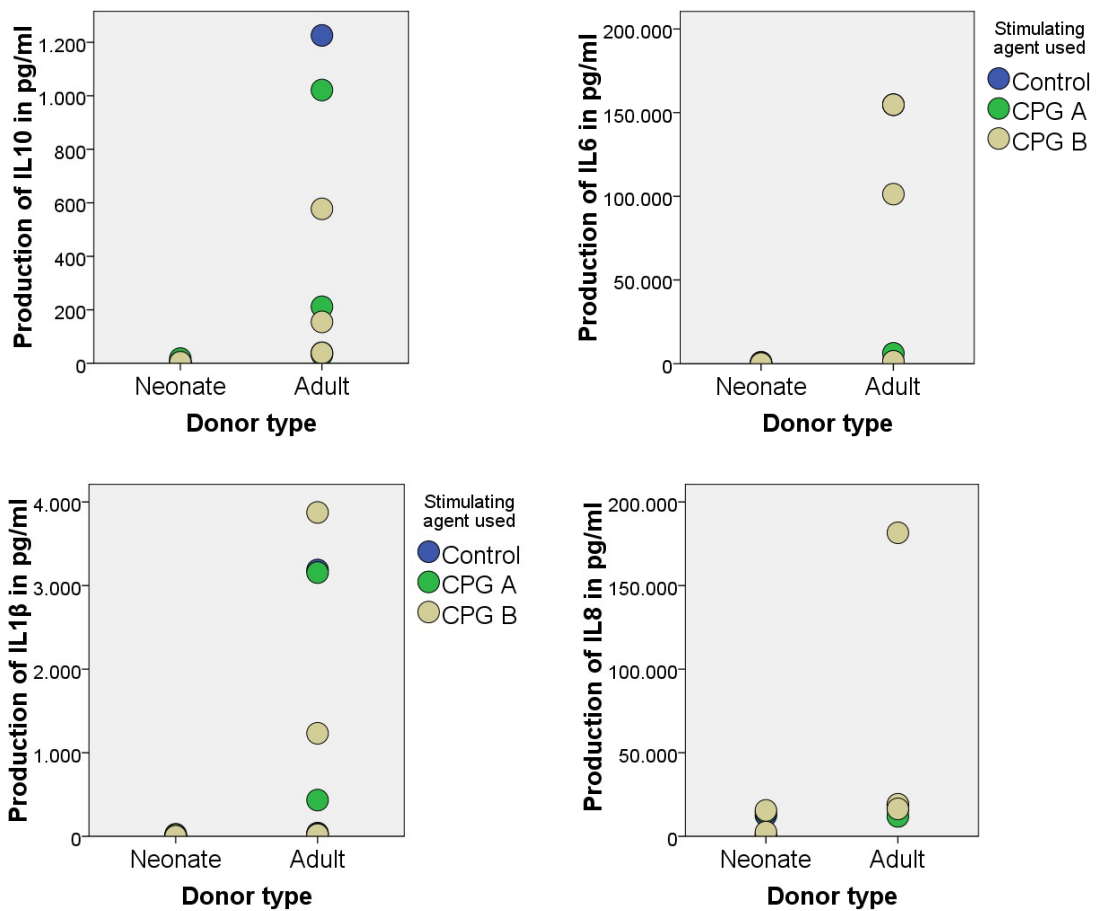 Production of IL10 in pg/ml
1.200
1.000
800
600
400
200
0
Neonate
Adult
Donor type
Production of IL6 in pg/ml
200.000
150.000
100.000
50.000
0
Neonate
Adult
Donor type
Stimulating
agent used
Control
CPG A
CPG B
Production of IL1β in pg/ml
4.000
3.000
2.000
1.000
0
Neonate
Adult
Donor type
Stimulating
agent used
Control
CPG A
CPG B
Production of IL8 in pg/ml
200.000
150.000
100.000
50.000
0
Neonate
Adult
Donor type